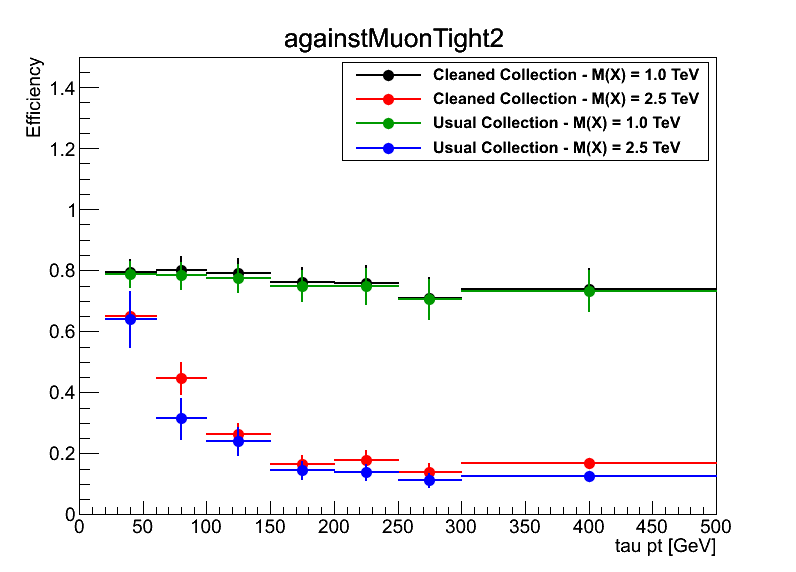 againstMuonTight2
Efficiency
Cleaned Collection - M(X) = 1.0 TeV
Cleaned Collection - M(X) = 2.5 TeV
Usual Collection - M(X) = 1.0 TeV
Usual Collection - M(X) = 2.5 TeV
1.4
1.2
1
0.8
0.6
0.4
0.2
0
0 50 100 150 200 250 300 350 400 450 500
tau pt [GeV]